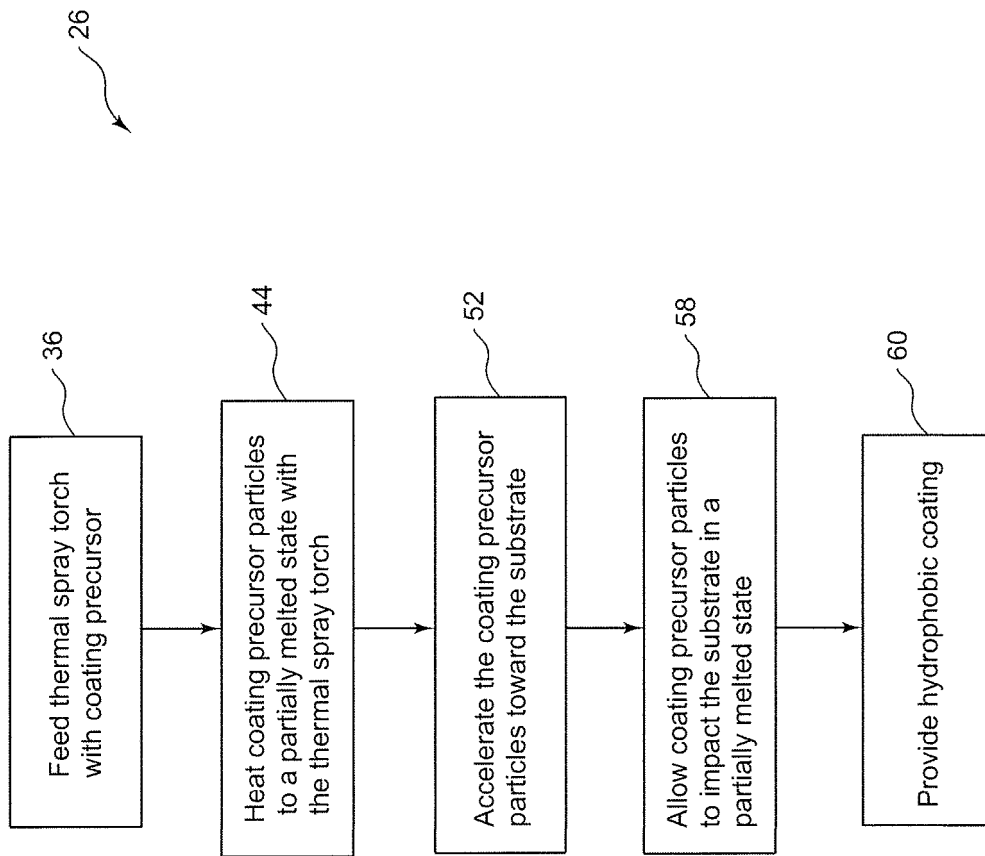 26
Feed thermal spray torch
with coating precursor
36
Heat coating precursor particles
to a partially melted state with
the thermal spray torch
44
Accelerate the coating precursor
particles toward the substrate
52
Allow coating precursor particles
to impact the substrate in a
partially melted state
58
Provide hydrophobic coating
60